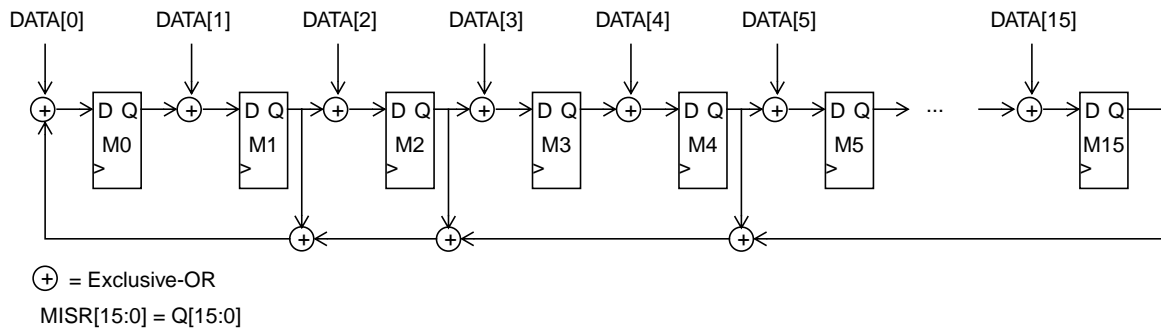 DATA[0] DATA[1] DATA[2] DATA[3] DATA[4] DATA[5] DATA[15]
+ D Q + D Q + D Q + D Q + D Q + D Q ... + D Q
M0 M1 M2 M3 M4 M5 M15
+ + +
+ = Exclusive-OR
MISR[15:0] = Q[15:0]